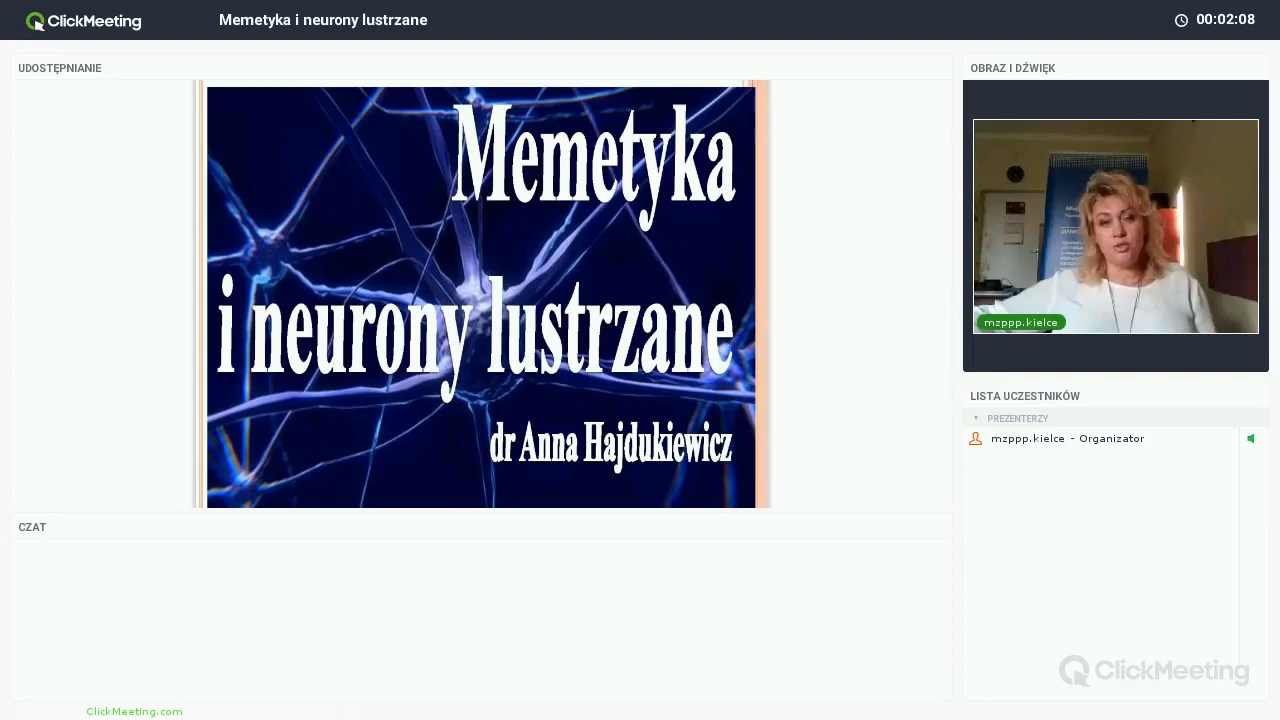 ClickMeeting
Memetyka i neurony lustrzane
00:02:08
UDOSTĘPNIANIE
Memetyka
i neurony lustrzane
dr Anna Hajdukiewicz
CZAT
OBRAZ I DŹWIĘK
mzppp.kielce
LISTA UCZESTNIKÓW
PREZENTERZY
mzppp.kielce - Organizator
ClickMeeting
ClickMeeting.com